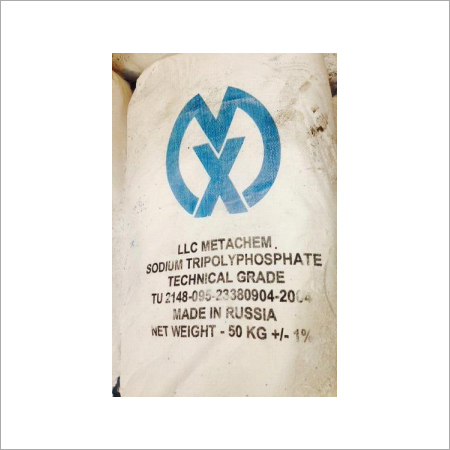 MX
LLC METACHEM.
SODIUM TRIPOLYPHOSPHATE
TECHNICAL GRADE
TU 2148-095-23380904-2004
MADE IN RUSSIA
NET WEIGHT - 50 KG +/- 1%